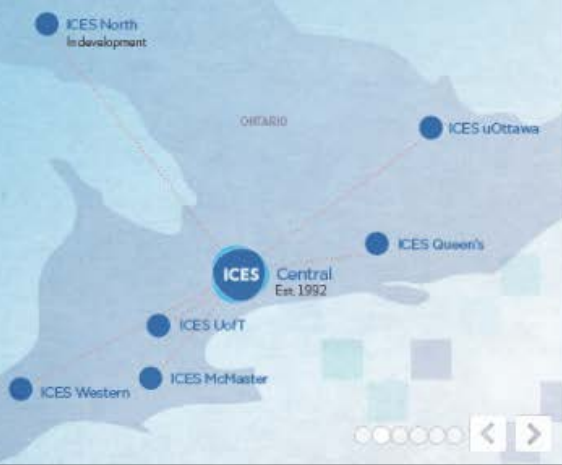 ICES North
In development
ONTARIO
ICES uOttawa
ICES Queen's
ICES
Central
Est. 1992
ICES UofT
ICES McMaster
ICES Western